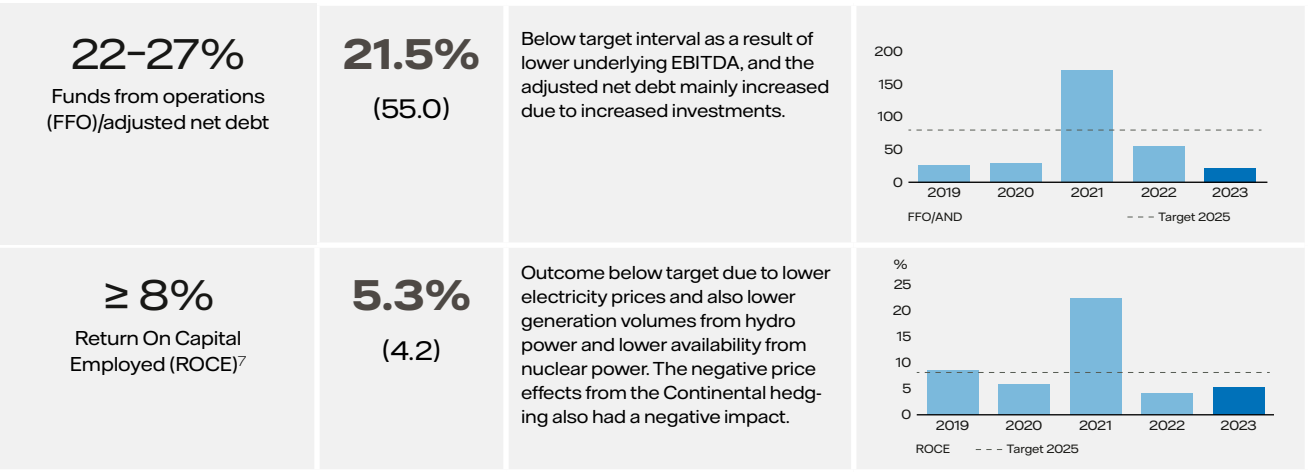 22–27%
Funds from operations
(FFO)/adjusted net debt
21.5%
(55.0)
Below target interval as a result of
lower underlying EBITDA, and the
adjusted net debt mainly increased
due to increased investments.
200
150
100
50
0
2019 2020 2021 2022 2023
FFO/AND --- Target 2025
≥ 8%
Return On Capital
Employed (ROCE)7
5.3%
(4.2)
Outcome below target due to lower
electricity prices and also lower
generation volumes from hydro
power and lower availability from
nuclear power. The negative price
effects from the Continental hedg-
ing also had a negative impact.
%
25
20
15
10
5
0
2019 2020 2021 2022 2023
ROCE --- Target 2025